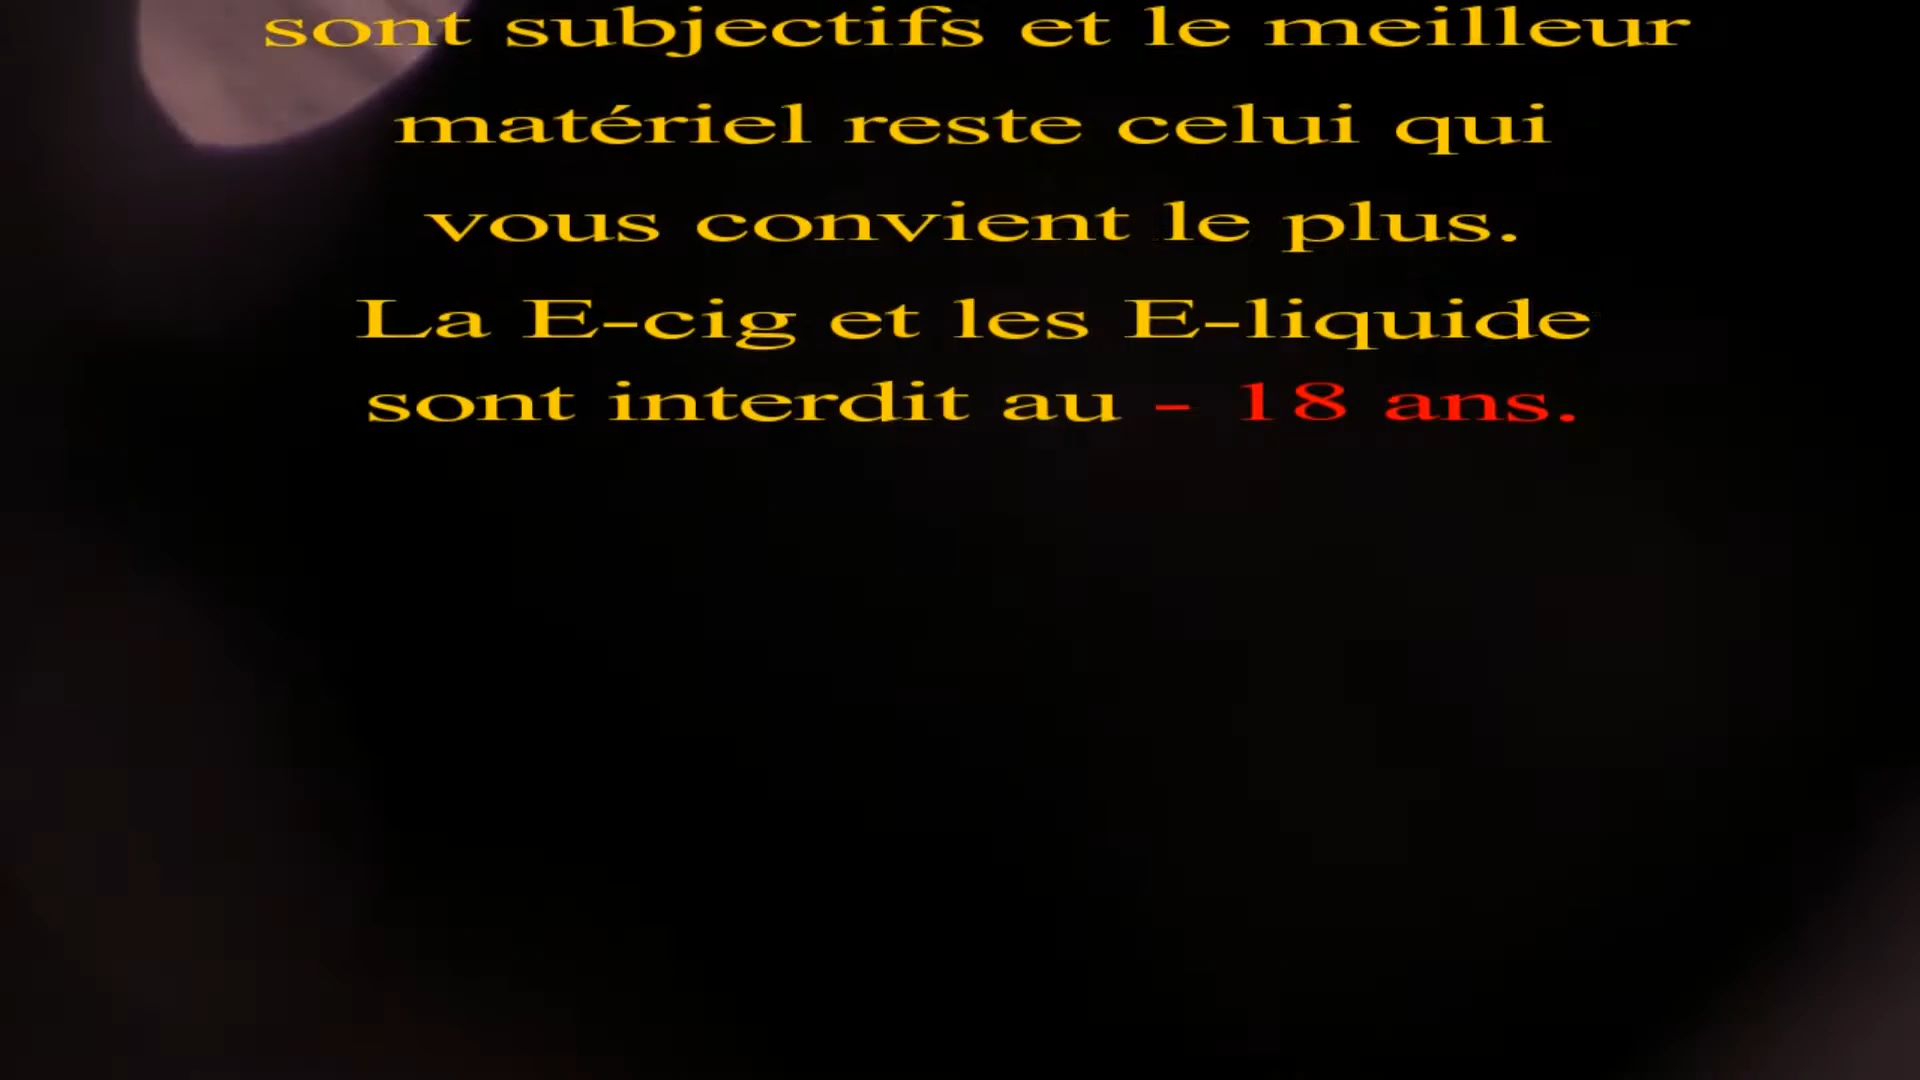 sont subjectifs et le meilleur
matériel reste celui qui
vous convient le plus.
La E-cig et les E-liquide
sont interdit au - 18 ans.